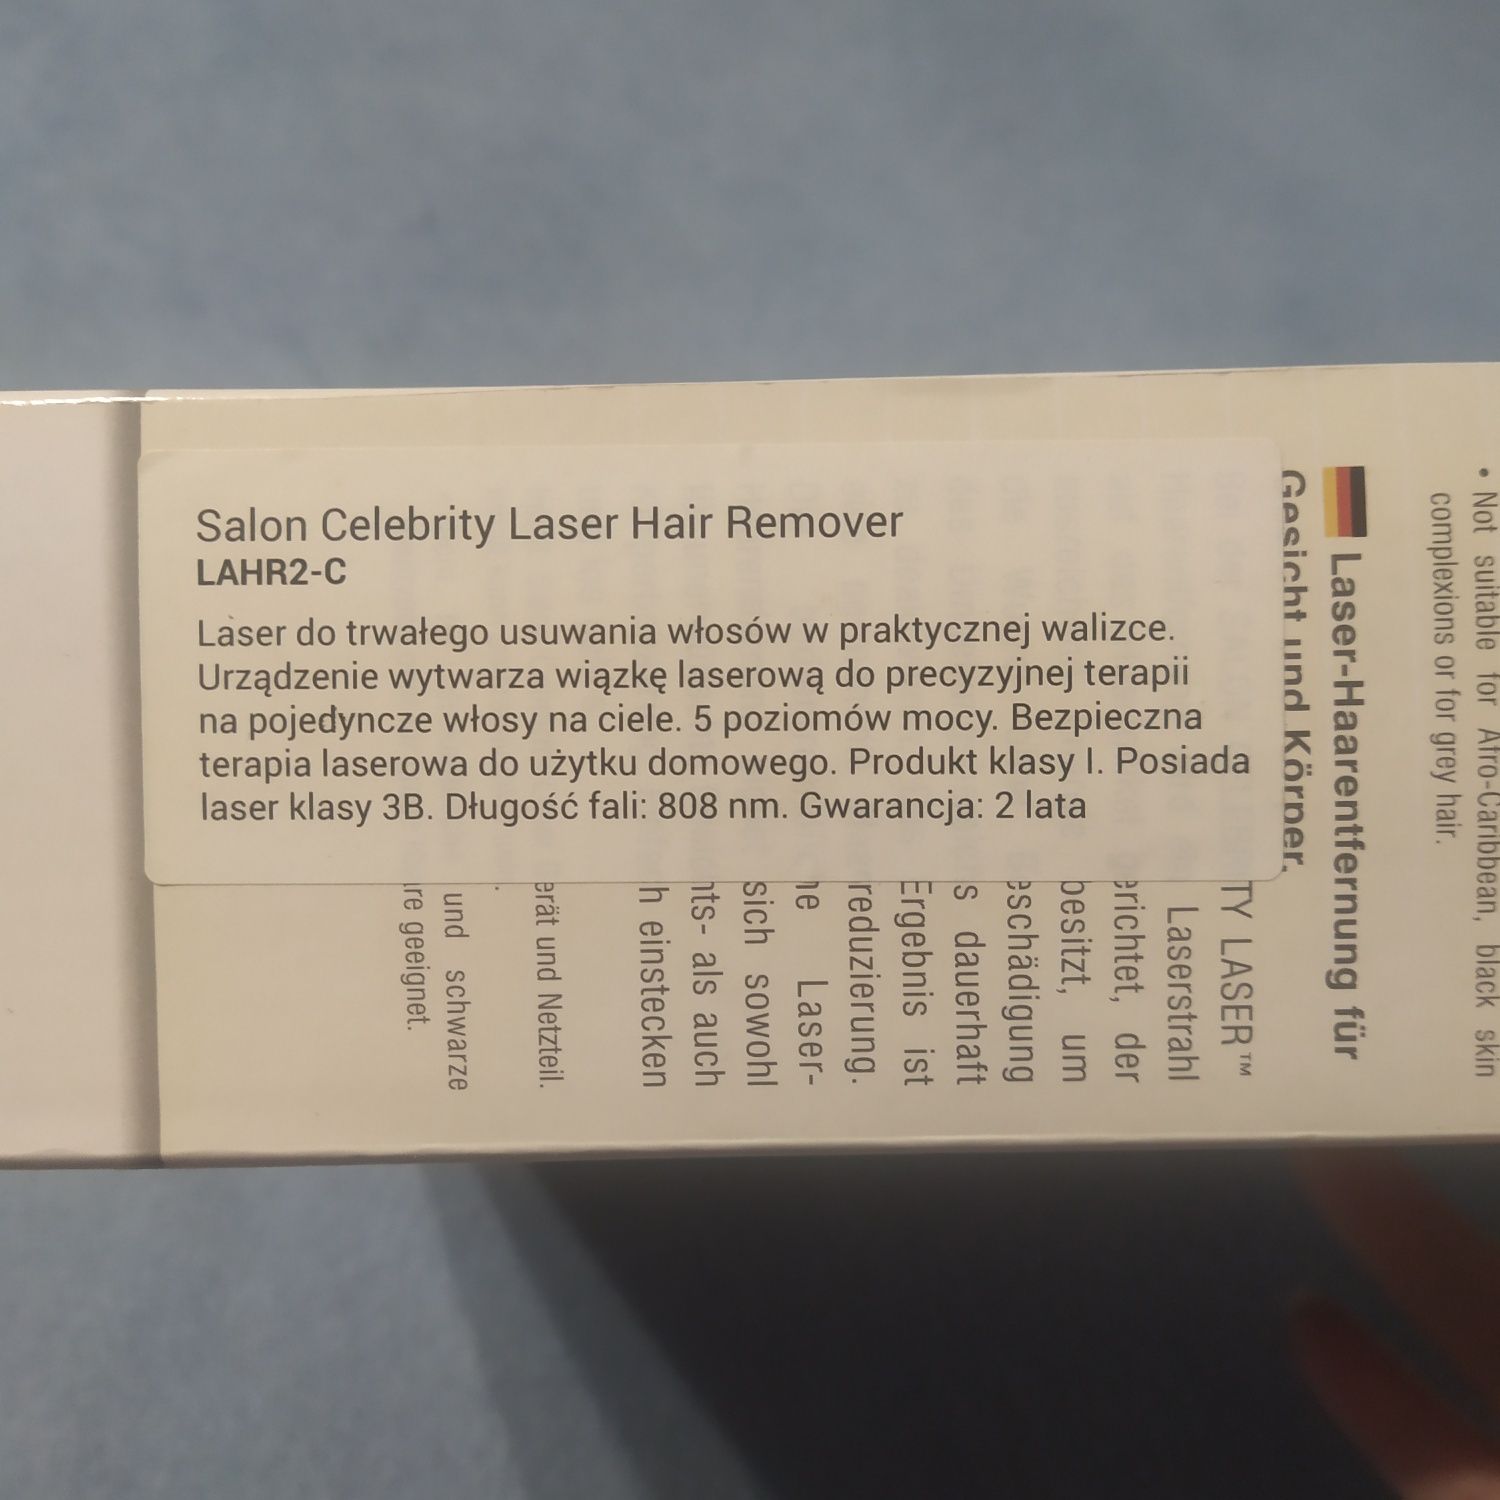 Salon Celebrity Laser Hair Remover
LAHR2-C
Laser do trwałego usuwania włosów w praktycznej walizce.
Urządzenie wytwarza wiązkę laserową do precyzyjnej terapii
na pojedyncze włosy na ciele. 5 poziomów mocy. Bezpieczna
terapia laserowa do użytku domowego. Produkt klasy I. Posiada
laser klasy 3B. Długość fali: 808 nm. Gwarancja: 2 lata
• Not suitable for Afro-Caribbean, black skin
complexions or for grey hair.
Laser-Haarentfernung für
Gesicht und Körper.
TY LASER™
Laserstrahl
erichtet, der
besitzt, um
eschädigung
s dauerhaft
Ergebnis ist
reduzierung.
Laser-
sich sowohl
nts- als auch
h einstecken
erät und Netzteil.
und schwarze
re geeignet.